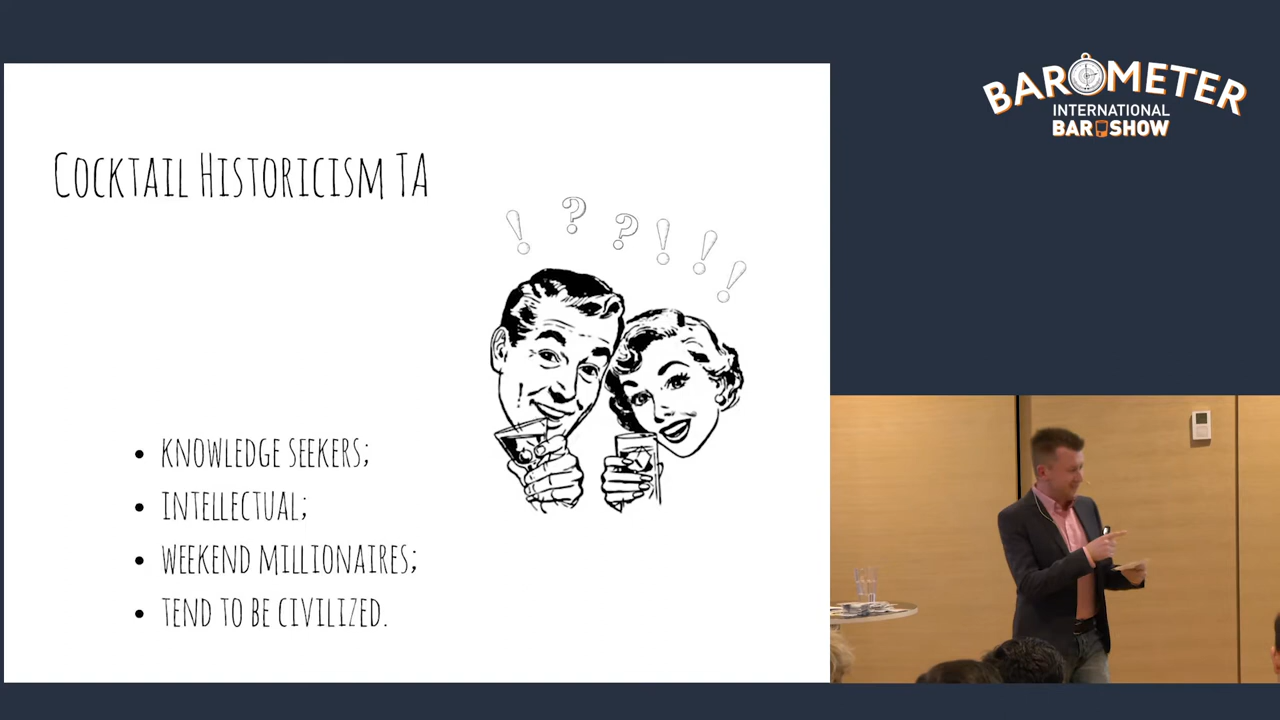 Cocktail Historicism TA
! ? ? ! ! !
• knowledge seekers;
• intellectual;
• weekend millionaires;
• tend to be civilized.
BAROMETER
INTERNATIONAL
BAR SHOW